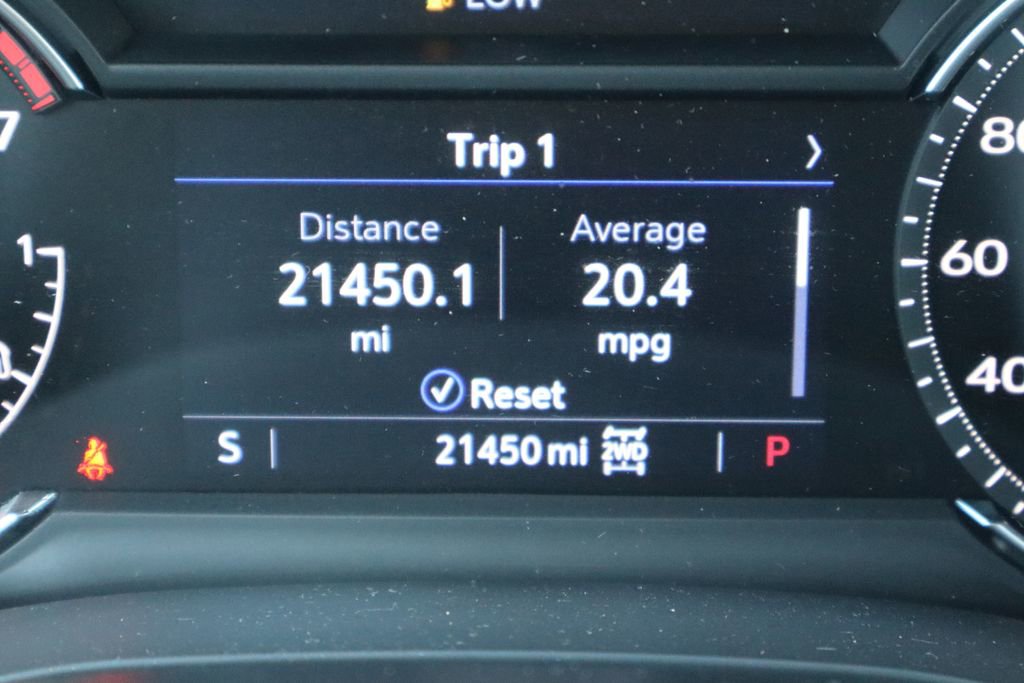 LOW
Trip 1
Distance
Average
21450.1
20.4
mi
mpg
Reset
S
21450 mi
2WD
P
7
1
80
60
40